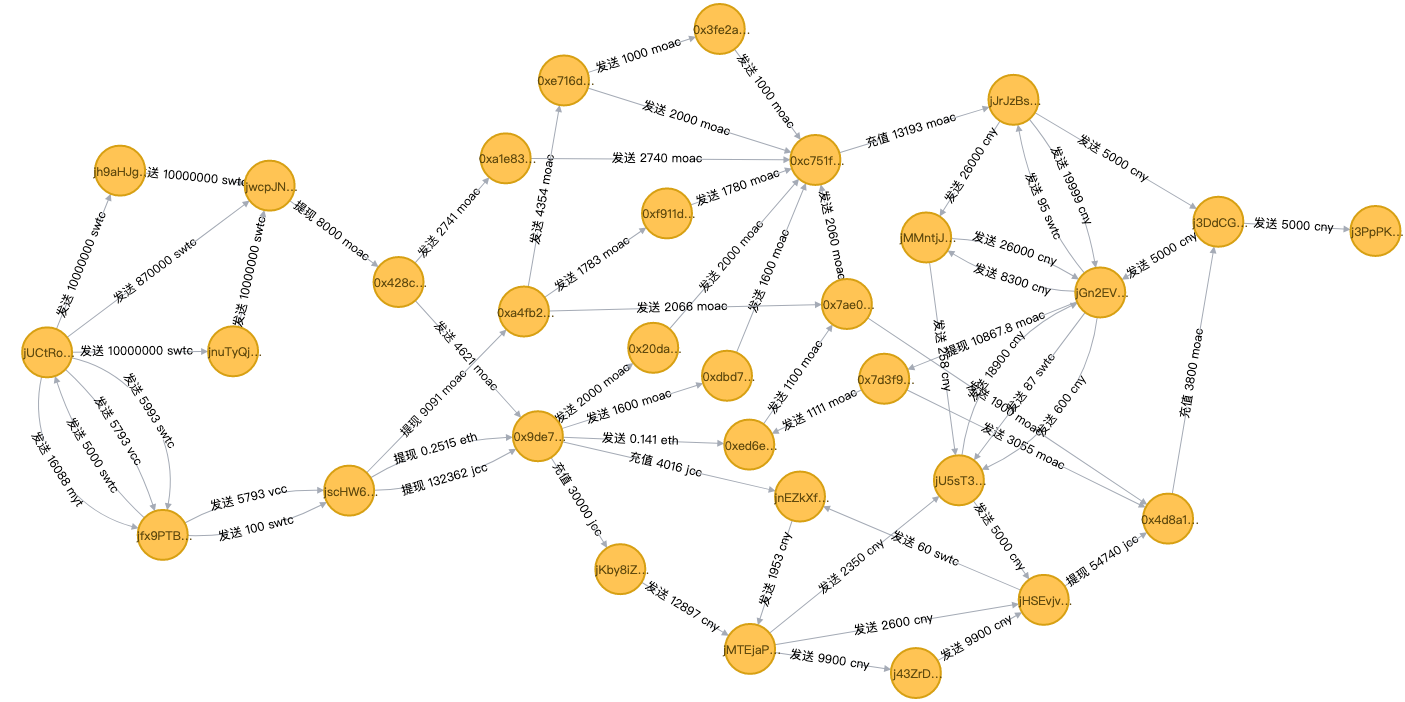 0x3fe2a...
发送 1000 moac
0xe716d...
发送 1000 moac
jJrJzBs...
发送 2000 moac
充值 13193 moac
发送 5000 cny
0xa1e83...
发送 2740 moac
0xc751f...
发送 26000 cny
发送 19999 cny
jh9aHJg...
送 10000000 swtc
jwcpJN...
发送 4354 moac
发送 1780 moac
发送 95 swtc
提现 8000 moac
发送 2741 moac
0xf911d...
发送 2060 moac
j3DdCG...
发送 5000 cny
j3PpPK...
jMMntjJ...
发送 26000 cny
发送 5000 cny
发送 10000000 swtc
发送 870000 swtc
发送 10000000 swtc
0x428c...
发送 1783 moac
发送 2000 moac
发送 1600 moac
发送 8300 cny
jGn2EV...
0xa4fb2...
发送 2066 moac
0x7ae0...
提现 10867.8 moac
jUCtRo...
发送 10000000 swtc
jnuTyQj...
发送 4621 moac
0x20da...
发送 18900 cny
发送 87 swtc
0xdbd7...
0x7d3f9...
发送 1100 moac
发送 1900 moac
发送 600 cny
充值 3800 moac
发送 5993 swtc
发送 5793 vcc
发送 5000 swtc
发送 16088 myt
提现 9091 moac
发送 2000 moac
发送 1600 moac
发送 1111 moac
发送 3055 moac
提现 0.2515 eth
0x9de7...
发送 0.141 eth
0xed6e...
充值 4016 jcc
提现 132362 jcc
发送 5793 vcc
jscHW6...
jnEZkXf...
jU5sT3...
发送 100 swtc
充值 30000 jcc
jfx9PTB...
0x4d8a1...
发送 5000 cny
发送 60 swtc
发送 1953 cny
发送 2350 cny
提现 54740 jcc
jKby8iZ...
发送 12897 cny
jHSEvjv...
发送 2600 cny
jMTEjaP...
发送 9900 cny
发送 9900 cny
j43ZrD...